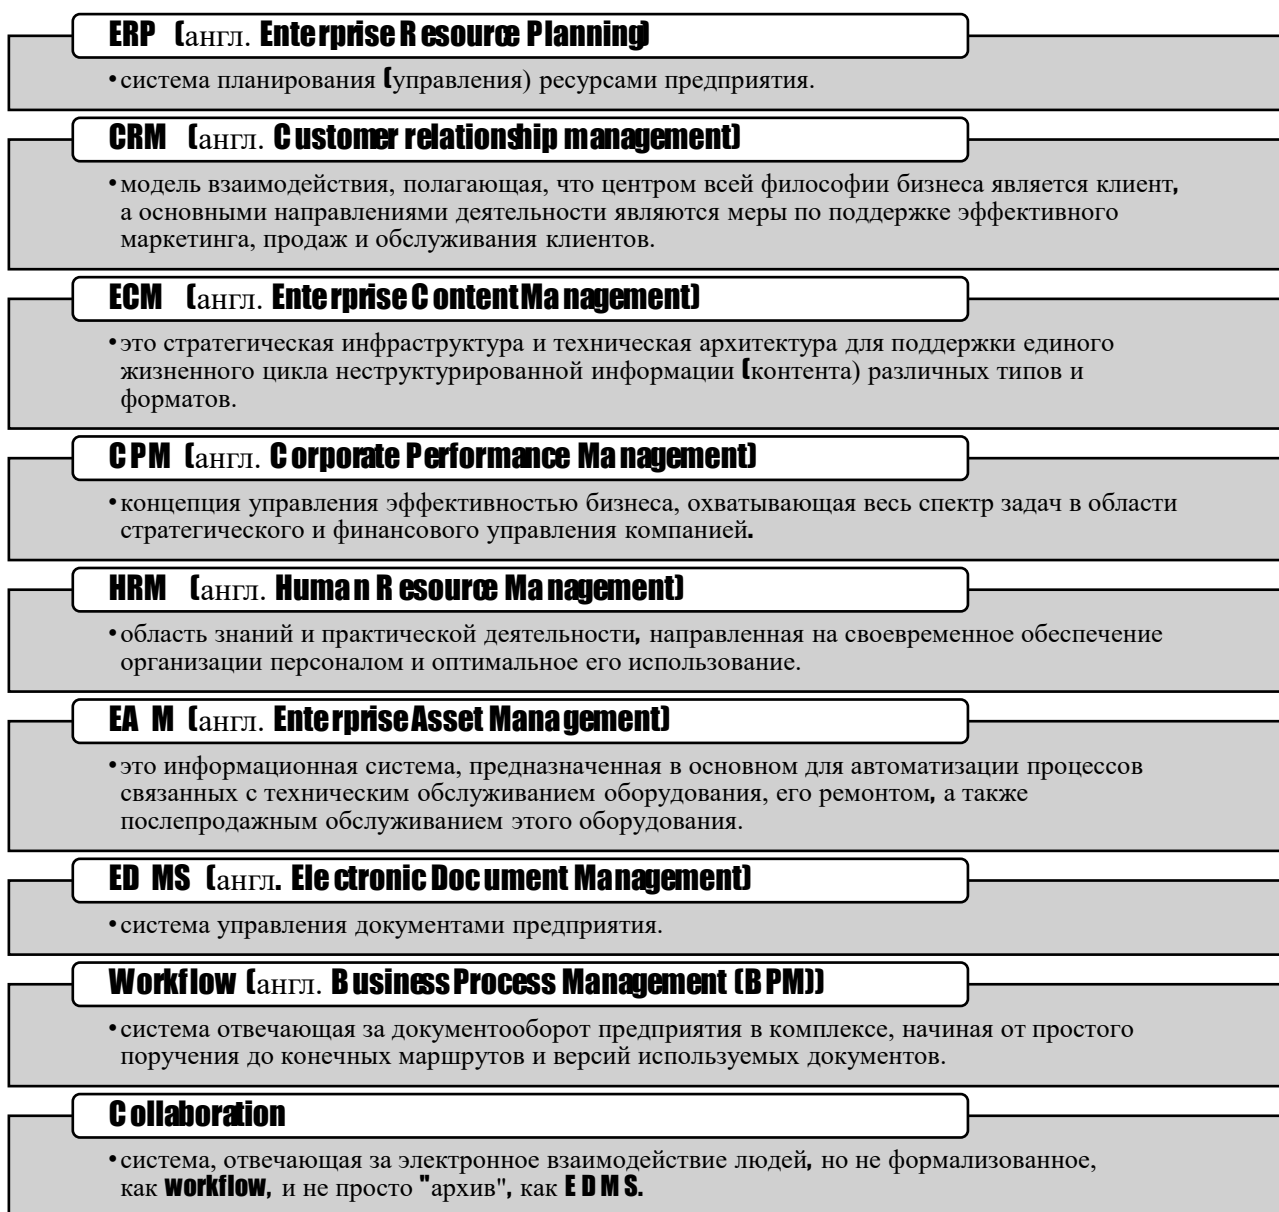 ERP (англ. Enterprise Resource Planning)
•система планирования (управления) ресурсами предприятия.
CRM (англ. Customer relationship management)
•модель взаимодействия, полагающая, что центром всей философии бизнеса является клиент,
а основными направлениями деятельности являются меры по поддержке эффективного
маркетинга, продаж и обслуживания клиентов.
ECM (англ. Enterprise Content Management)
•это стратегическая инфраструктура и техническая архитектура для поддержки единого
жизненного цикла неструктурированной информации (контента) различных типов и
форматов.
CPM (англ. Corporate Performance Management)
•концепция управления эффективностью бизнеса, охватывающая весь спектр задач в области
стратегического и финансового управления компанией.
HRM (англ. Human Resource Management)
•область знаний и практической деятельности, направленная на своевременное обеспечение
организации персоналом и оптимальное его использование.
EAM (англ. Enterprise Asset Management)
•это информационная система, предназначенная в основном для автоматизации процессов
связанных с техническим обслуживанием оборудования, его ремонтом, а также
послепродажным обслуживанием этого оборудования.
EDMS (англ. Electronic Document Management)
•система управления документами предприятия.
Workflow (англ. Business Process Management (BPM))
•система отвечающая за документооборот предприятия в комплексе, начиная от простого
поручения до конечных маршрутов и версий используемых документов.
Collaboration
•система, отвечающая за электронное взаимодействие людей, но не формализованное,
как workflow, и не просто "архив", как EDMS.